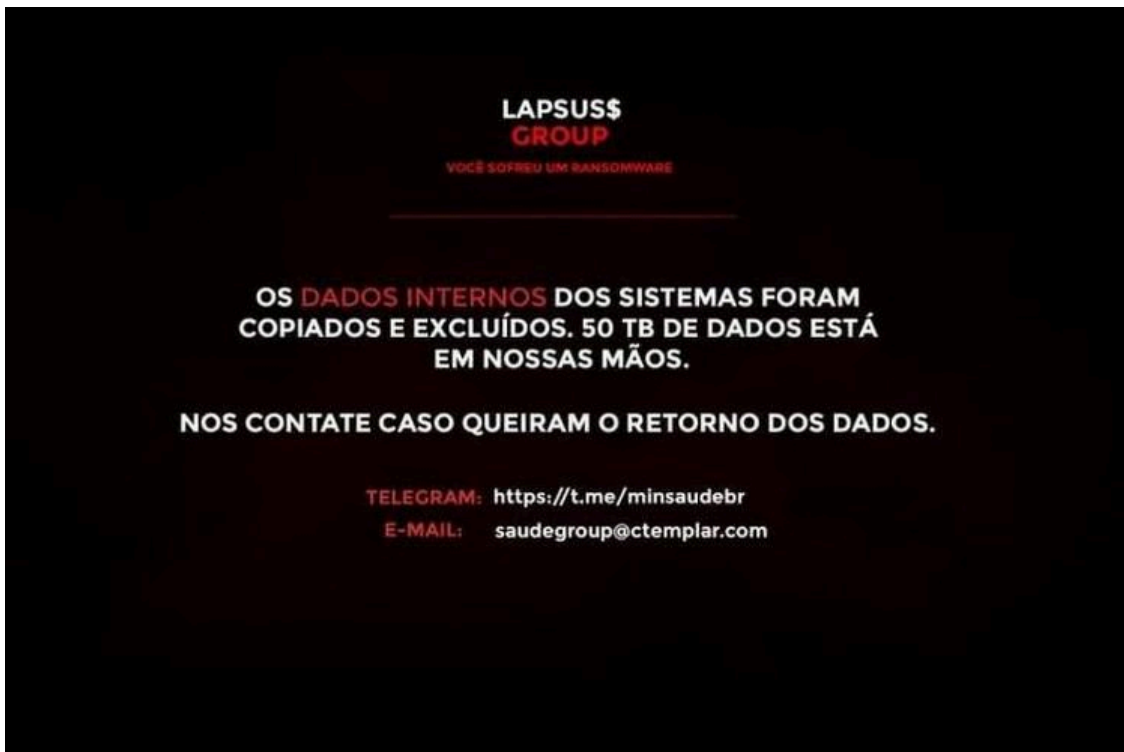 LAPSUS$
GROUP
VOCÊ SOFREU UM RANSOMWARE
OS DADOS INTERNOS DOS SISTEMAS FORAM
COPIADOS E EXCLUÍDOS. 50 TB DE DADOS ESTÁ
EM NOSSAS MÃOS.
NOS CONTATE CASO QUEIRAM O RETORNO DOS DADOS.
TELEGRAM: https://t.me/minsaudebr
E-MAIL: saudegroup@ctemplar.com